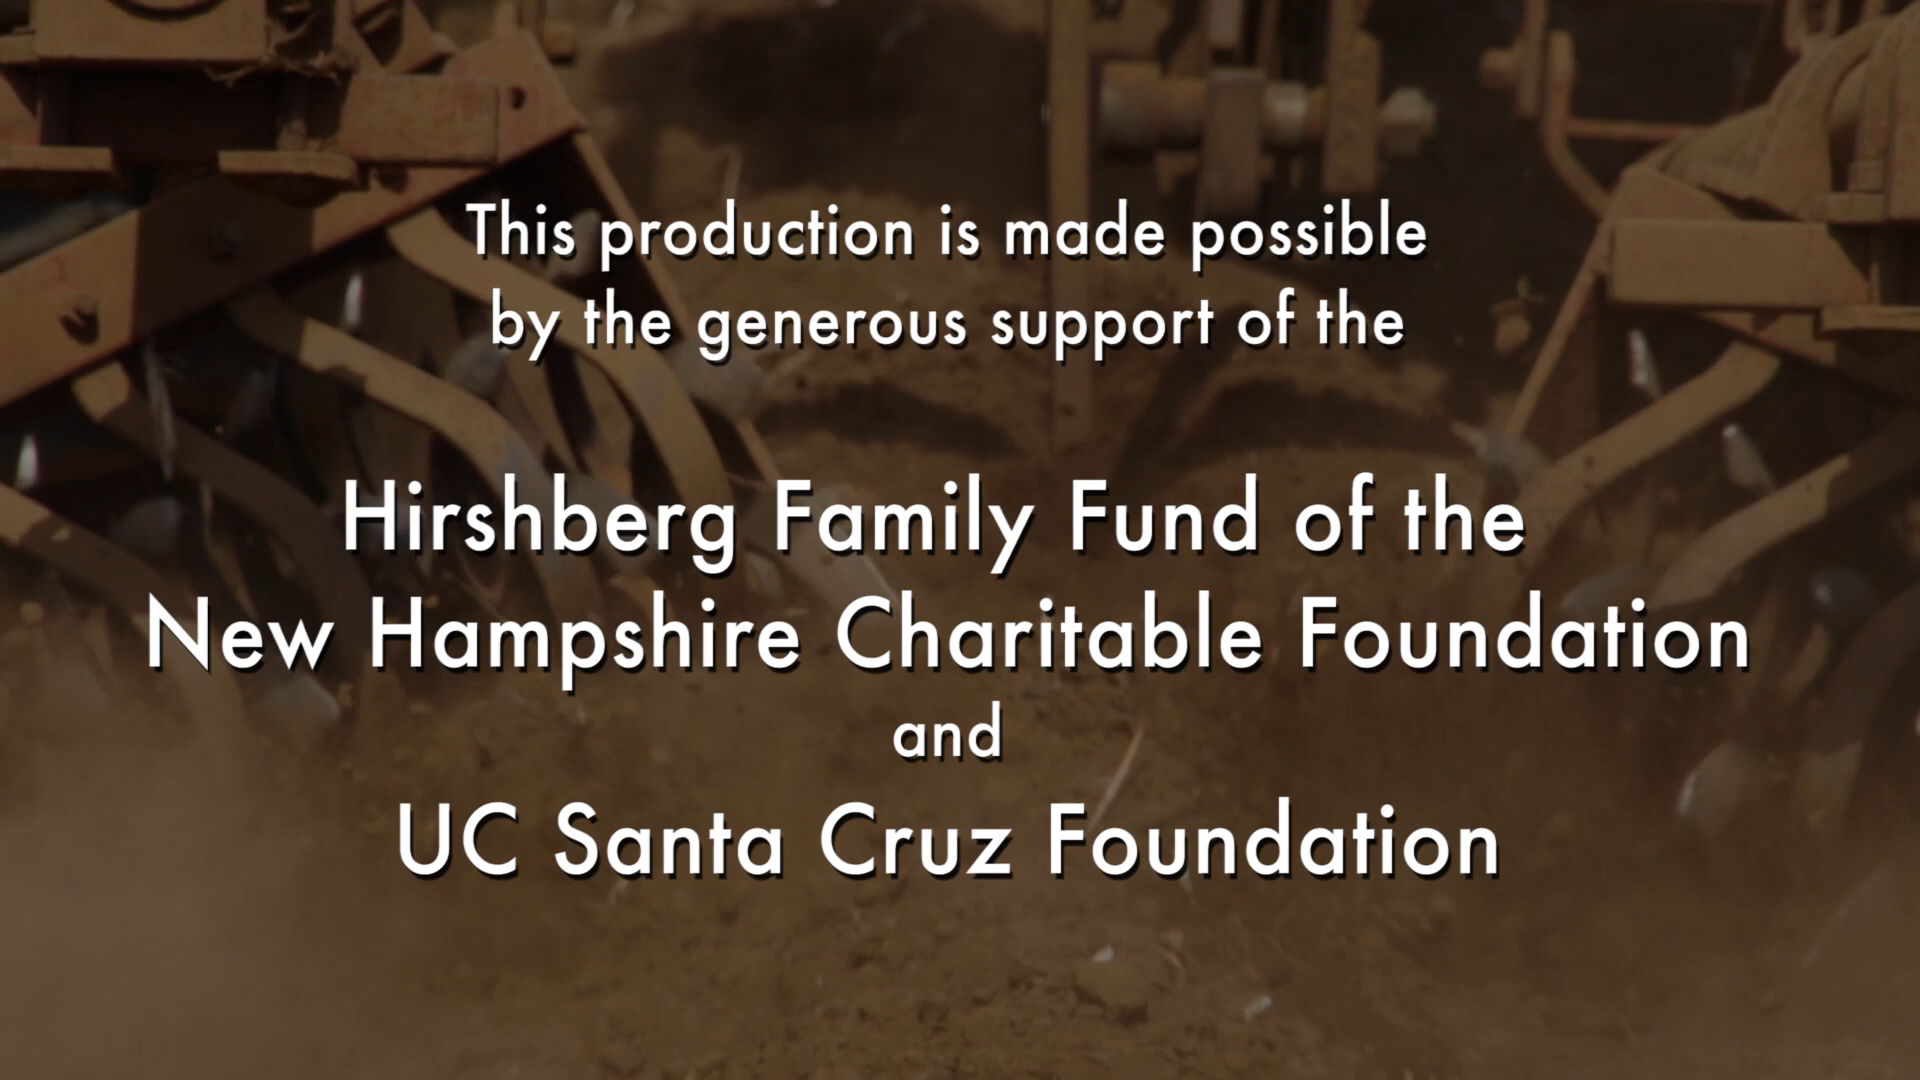 This production is made possible
by the generous support of the
Hirshberg Family Fund of the
New Hampshire Charitable Foundation
and
UC Santa Cruz Foundation